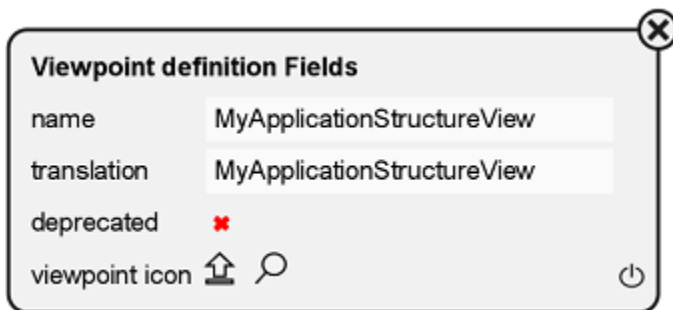 Viewpoint definition Fields
name MyApplicationStructureView
translation MyApplicationStructureView
deprecated
viewpoint icon